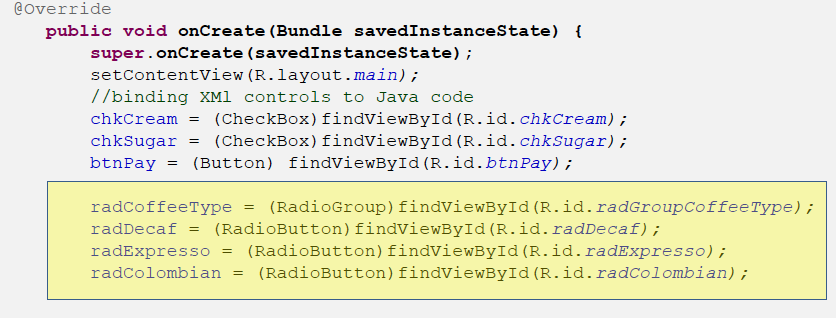 @Override
public void onCreate(Bundle savedInstanceState) {
super.onCreate(savedInstanceState);
setContentView(R.layout.main);
//binding XMl controls to Java code
chkCream = (CheckBox)findViewById(R.id.chkCream);
chkSugar = (CheckBox)findViewById(R.id.chkSugar);
btnPay = (Button) findViewById(R.id.btnPay);
radCoffeeType = (RadioGroup)findViewById(R.id.radGroupCoffeeType);
radDecaf = (RadioButton)findViewById(R.id.radDecaf);
radExpresso = (RadioButton)findViewById(R.id.radExpresso);
radColombian = (RadioButton)findViewById(R.id.radColombian);